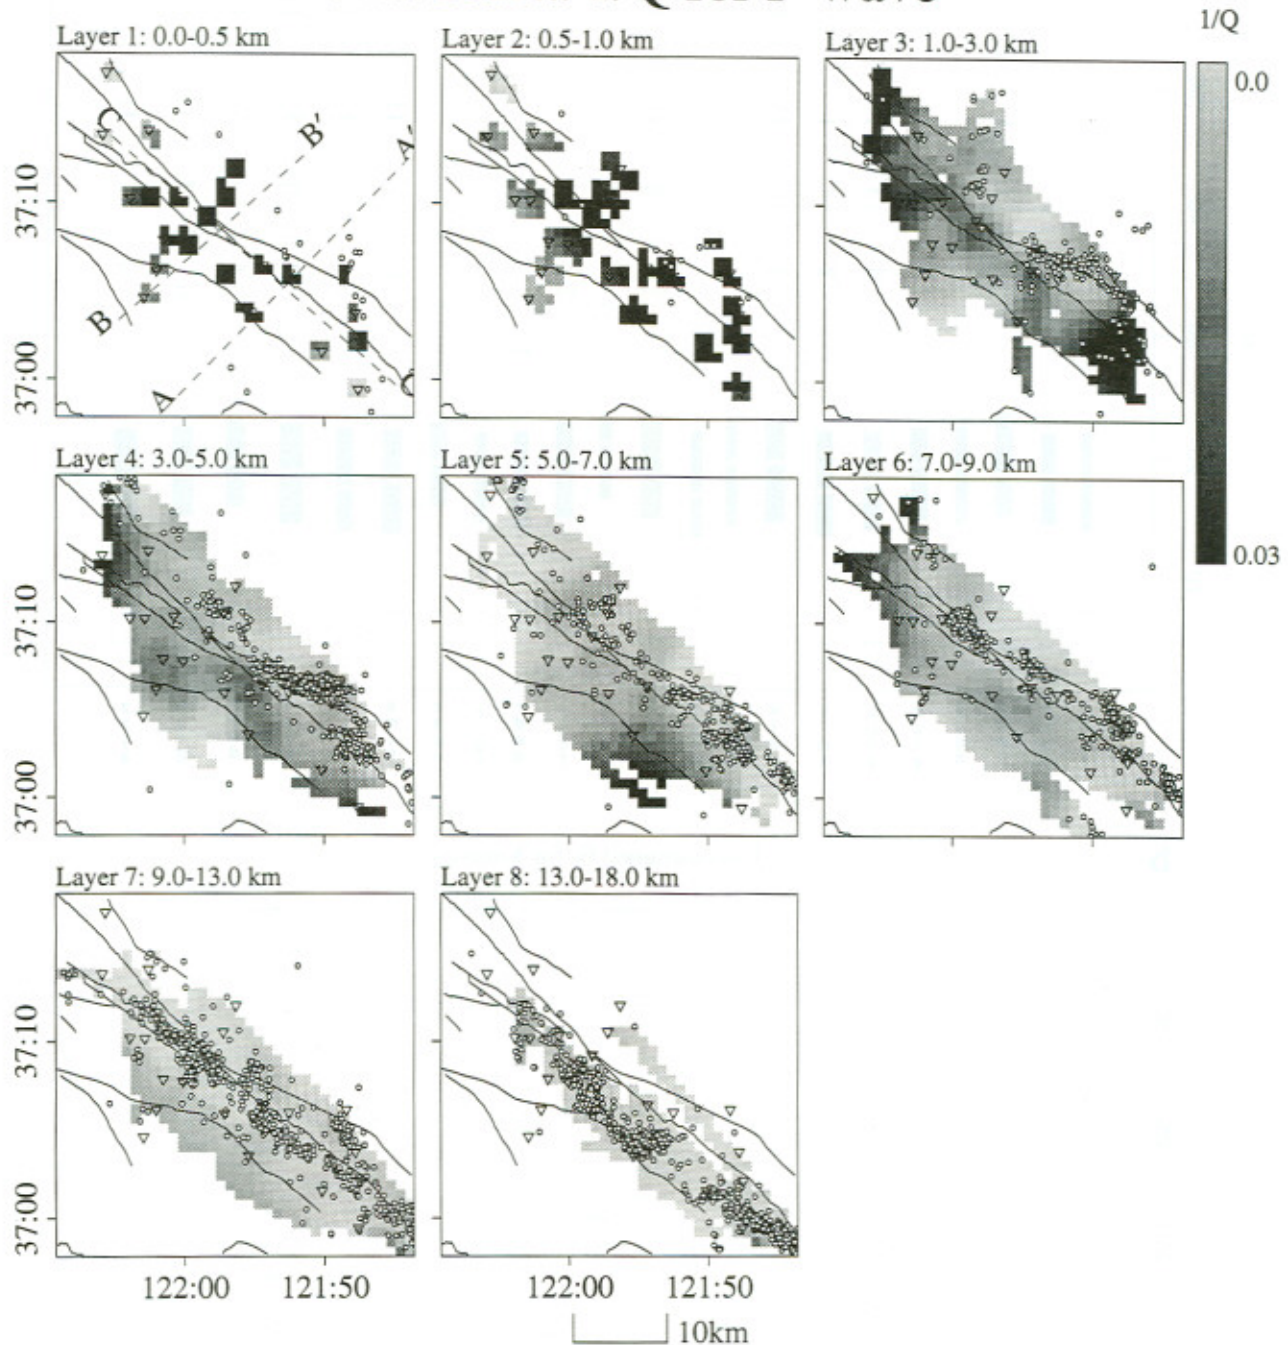 1/Q
Layer 1: 0.0-0.5 km
Layer 2: 0.5-1.0 km
Layer 3: 1.0-3.0 km
0.0
0.03
C
B'
A'
B
A
37:10
37:00
Layer 4: 3.0-5.0 km
Layer 5: 5.0-7.0 km
Layer 6: 7.0-9.0 km
37:10
37:00
Layer 7: 9.0-13.0 km
Layer 8: 13.0-18.0 km
37:10
37:00
122:00 121:50
122:00 121:50
10km